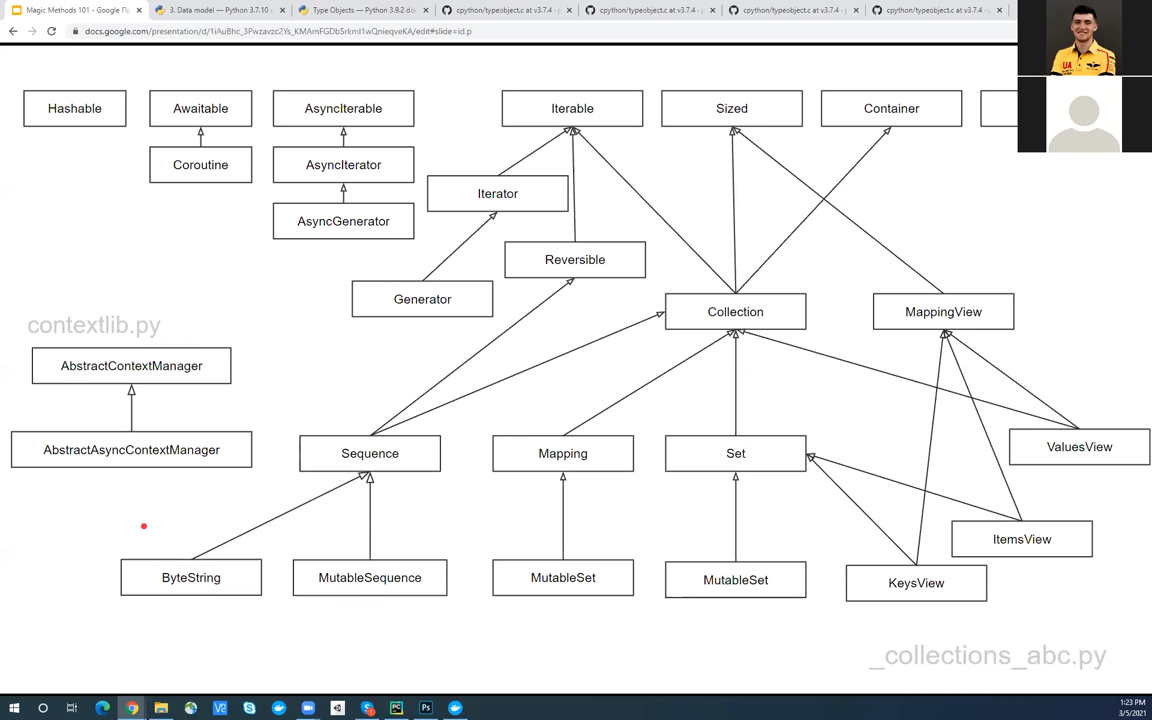 Magic Methods 101 - Google П
3. Data model — Python 3.7.10
Type Objects — Python 3.9.2 do
cpython/typeobject.c at v3.7.4 -
cpython/typeobject.c at v3.7.4 -
cpython/typeobject.c at v3.7.4 -
cpython/typeobject.c at v3.7.4 -
Hashable
Awaitable
AsyncIterable
Iterable
Sized
Container
Coroutine
AsyncIterator
Iterator
AsyncGenerator
Reversible
Generator
Collection
MappingView
contextlib.py
AbstractContextManager
AbstractAsyncContextManager
Sequence
Mapping
Set
ValuesView
ItemsView
ByteString
MutableSequence
MutableSet
MutableSet
KeysView
_collections_abc.py
1:23 PM
3/5/2021